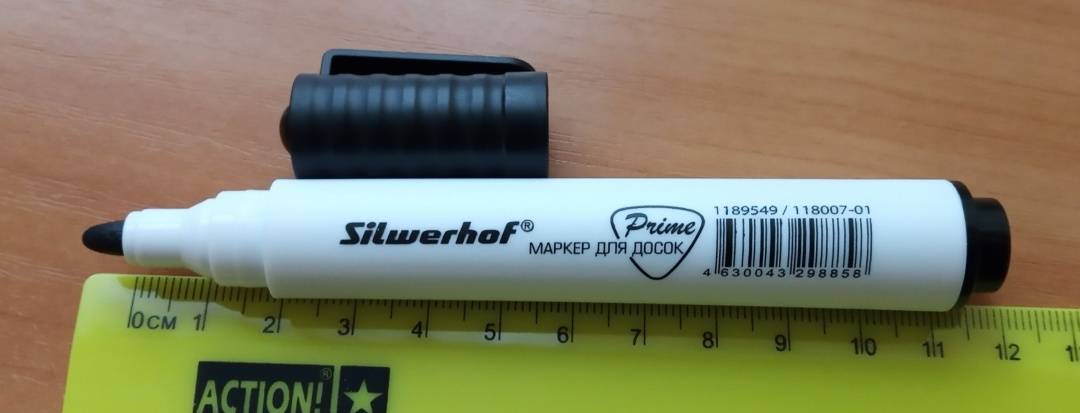 Silwerhof®
Prime
МАРКЕР ДЛЯ ДОСОК
1189549 / 118007-01
4 630043 298858
0 СМ 1 2 3 4 5 6 7 8 9 10 11 12
ACTION!®